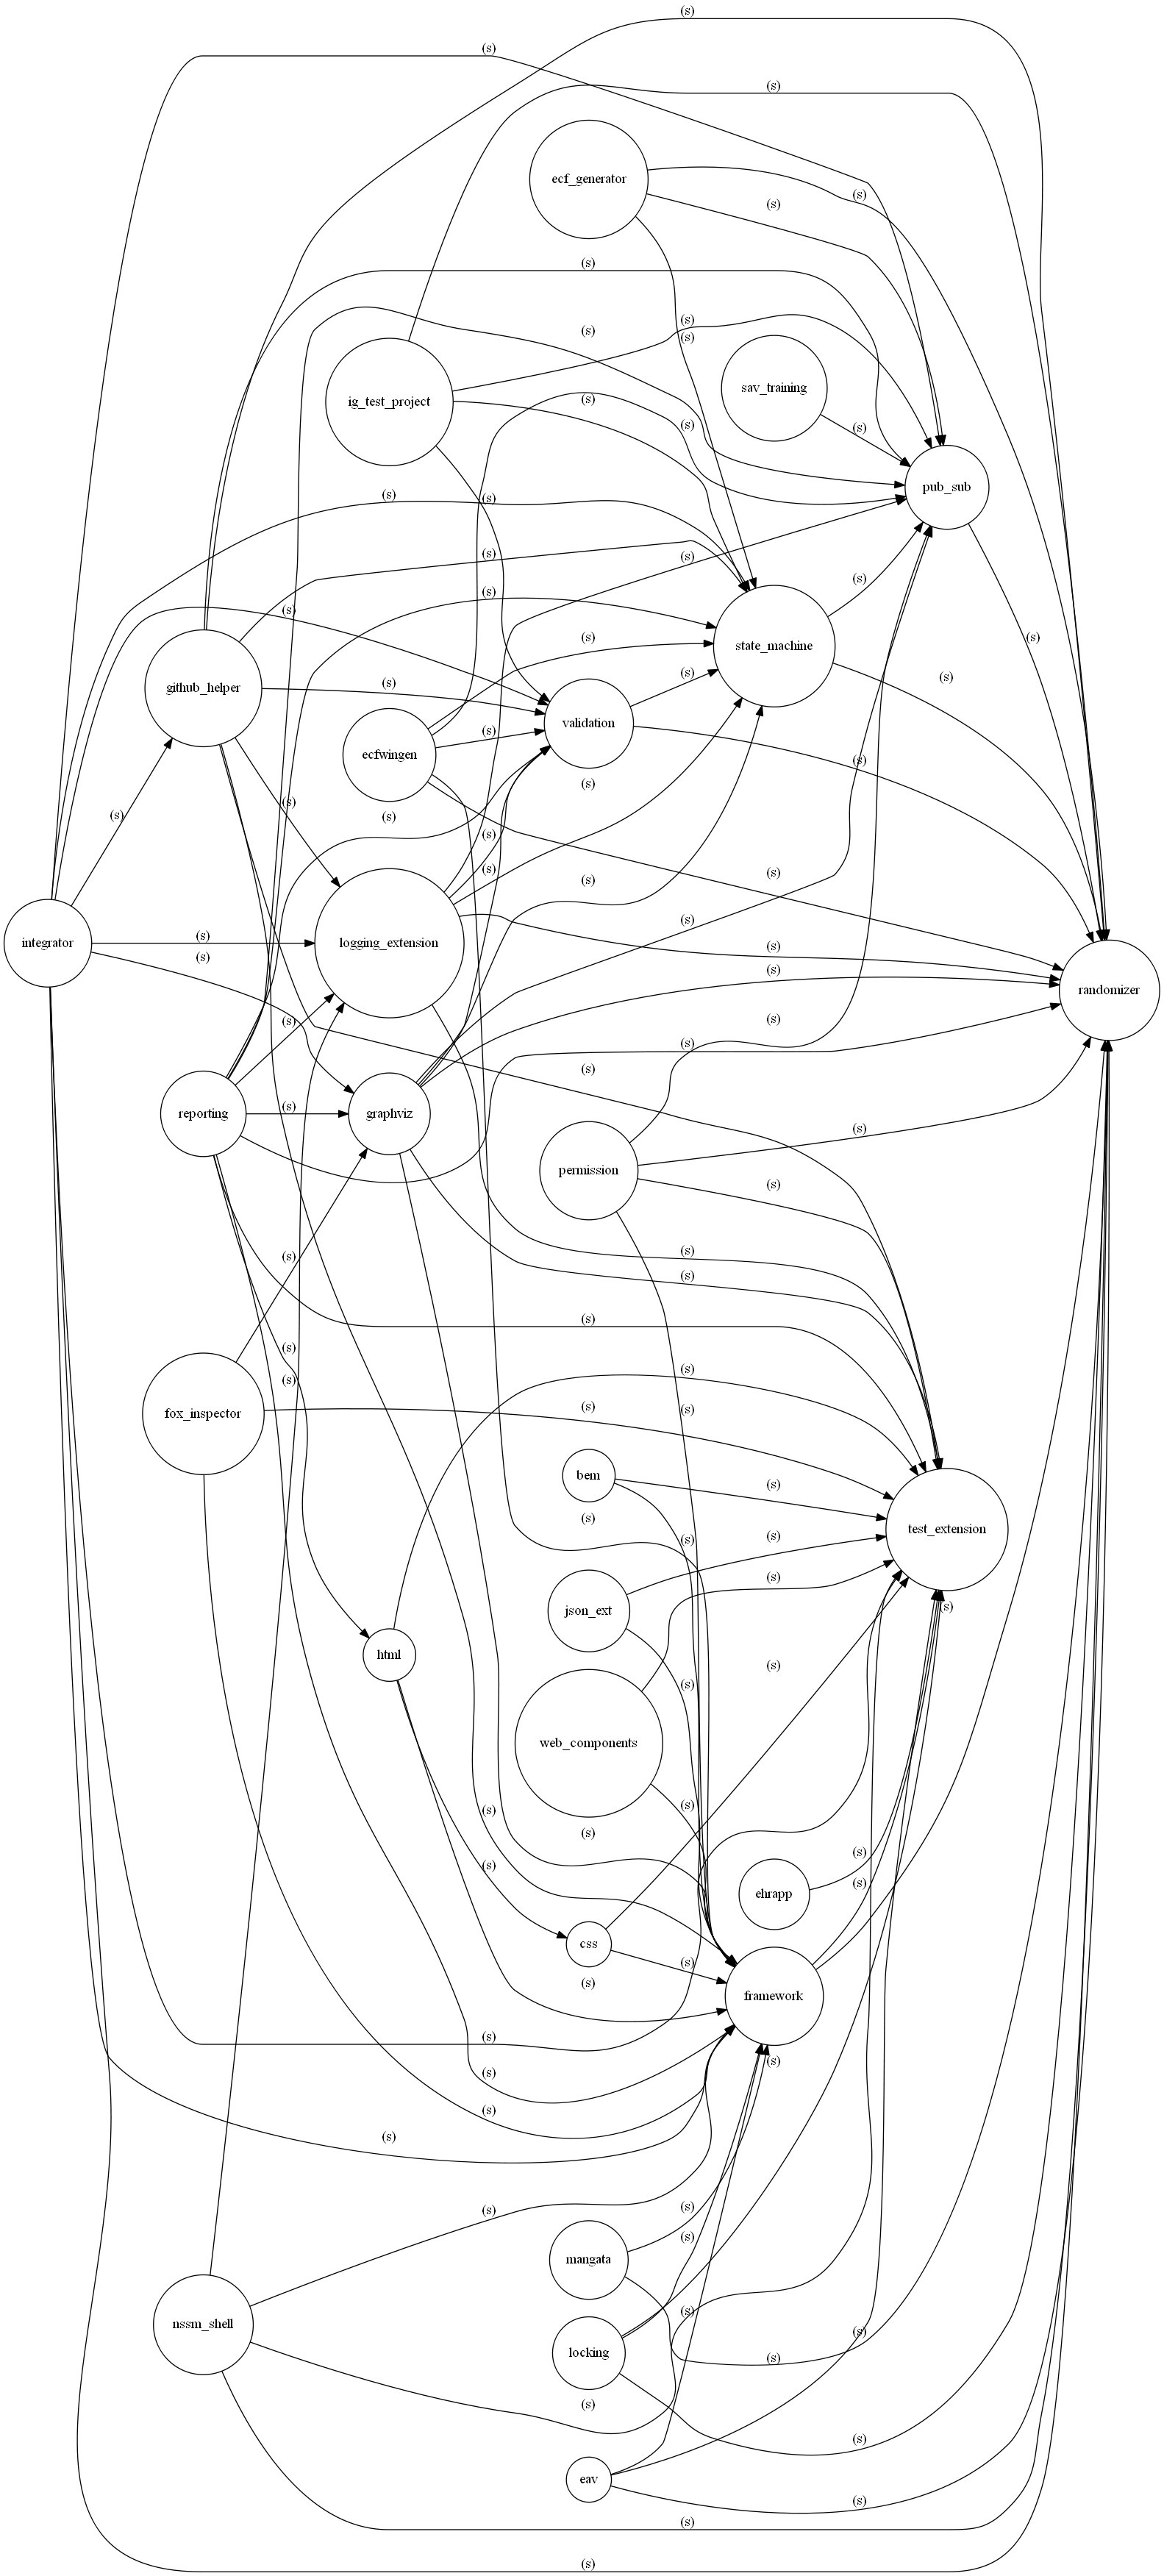 (s)
(s)
(s)
ecf_generator
(s)
(s)
(s)
(s)
(s)
(s)
sav_training
ig_test_project
(s)
(s)
(s)
pub_sub
(s)
(s)
(s)
(s)
(s)
(s)
(s)
(s)
(s)
state_machine
(s)
(s)
(s)
github_helper
(s)
validation
(s)
ecfwingen
(s)
(s)
(s)
(s)
(s)
(s)
(s)
(s)
(s)
(s)
integrator
(s)
logging_extension
(s)
(s)
(s)
randomizer
(s)
(s)
(s)
(s)
reporting
(s)
graphviz
(s)
permission
(s)
(s)
(s)
(s)
(s)
(s)
(s)
(s)
(s)
fox_inspector
(s)
(s)
bem
(s)
(s)
test_extension
(s)
(s)
(s)
json_ext
(s)
html
(s)
(s)
web_components
(s)
(s)
(s)
(s)
(s)
ehrapp
(s)
css
(s)
(s)
framework
(s)
(s)
(s)
(s)
(s)
(s)
(s)
(s)
mangata
(s)
nssm_shell
(s)
locking
(s)
(s)
(s)
eav
(s)
(s)
(s)